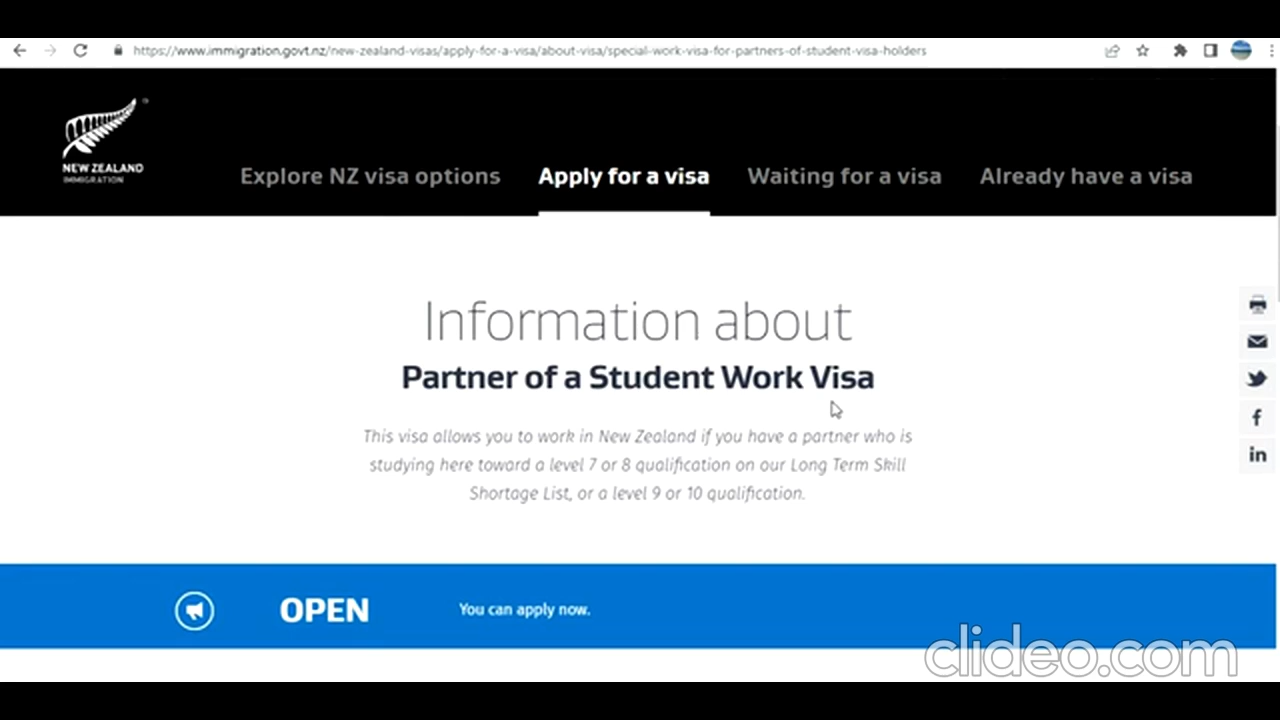 https://www.immigration.govt.nz/new-zealand-visas/apply-for-a-visa/about-visa/special-work-visa-for-partners-of-student-visa-holders
NEW ZEALAND
IMMIGRATION
Explore NZ visa options Apply for a visa Waiting for a visa Already have a visa
Information about
Partner of a Student Work Visa
This visa allows you to work in New Zealand if you have a partner who is
studying here toward a level 7 or 8 qualification on our Long Term Skill
Shortage List, or a level 9 or 10 qualification.
OPEN You can apply now.
clideo.com